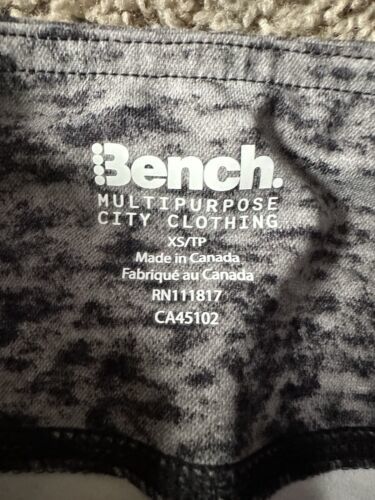 Bench.
MULTIPURPOSE
CITY CLOTHING
XS/TP
Made in Canada
Fabriqué au Canada
RN111817
CA45102